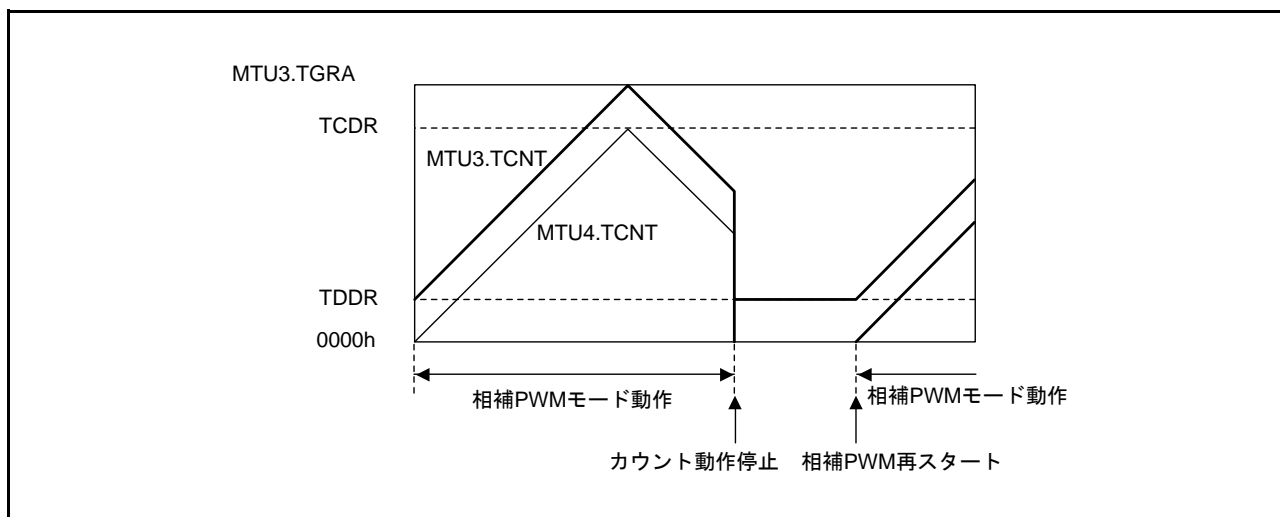 MTU3.TGRA
TCDR
MTU3.TCNT
MTU4.TCNT
TDDR
0000h
相補PWMモード動作
相補PWMモード動作
カウント動作停止
相補PWM再スタート